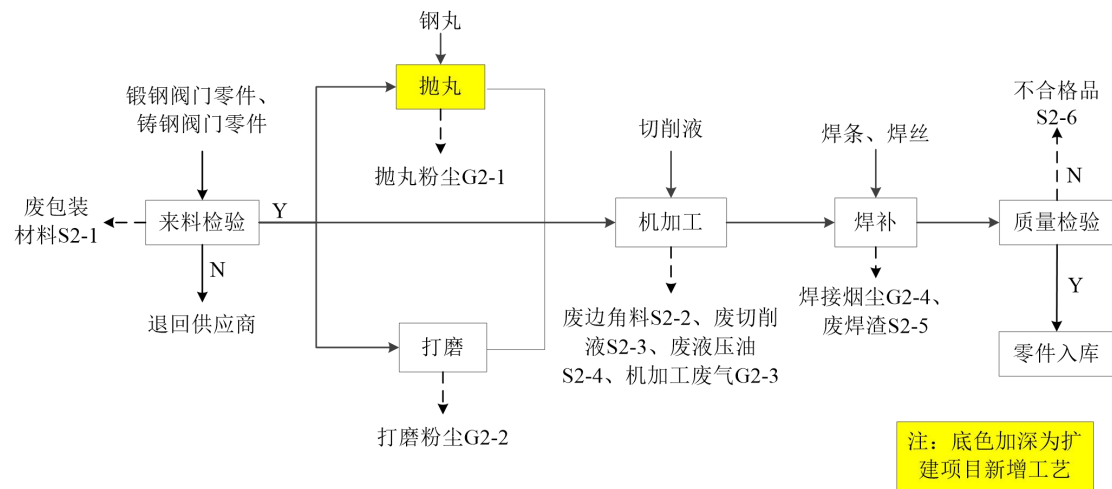 钢丸
抛丸
抛丸粉尘G2-1
锻钢阀门零件、
铸钢阀门零件
废包装
材料S2-1
来料检验
Y
N
退回供应商
打磨
打磨粉尘G2-2
切削液
机加工
废边角料S2-2、废切削
液S2-3、废液压油
S2-4、机加工废气G2-3
焊条、焊丝
焊补
焊接烟尘G2-4、
废焊渣S2-5
不合格品
S2-6
N
质量检验
Y
零件入库
注：底色加深为扩
建项目新增工艺